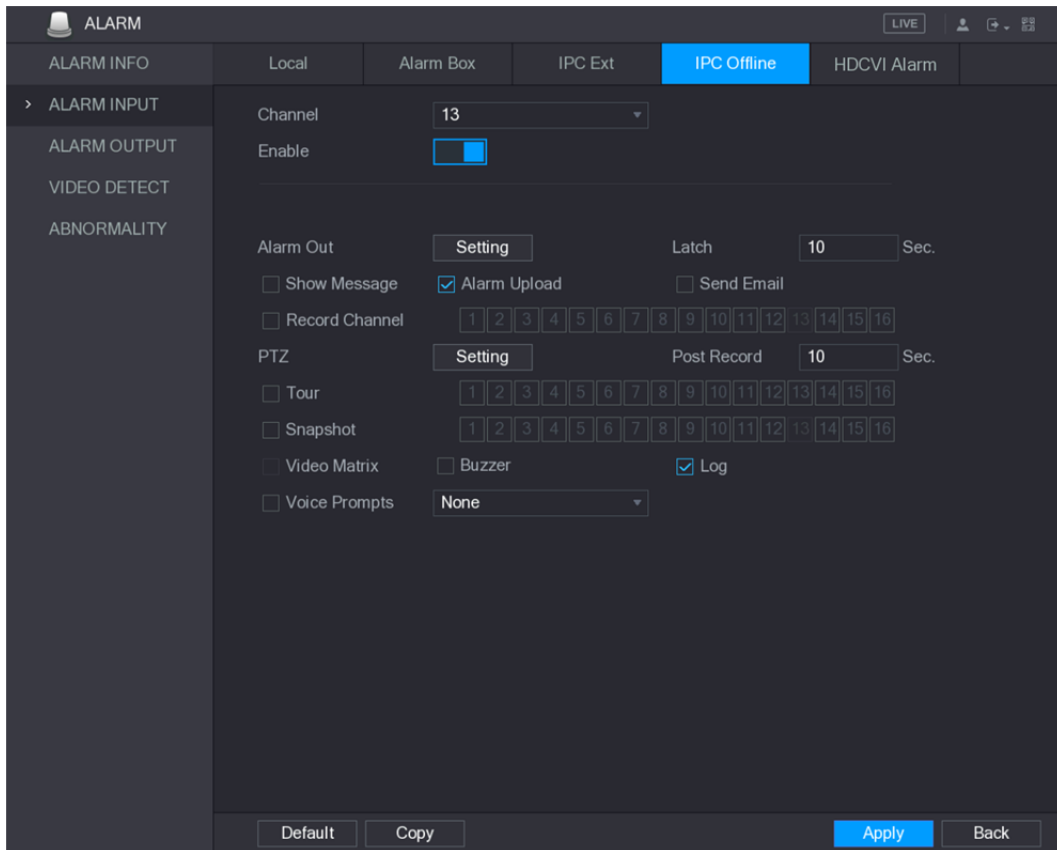 ALARM LIVE
ALARM INFO
ALARM INPUT
ALARM OUTPUT
VIDEO DETECT
ABNORMALITY
Local Alarm Box IPC Ext IPC Offline HDCVI Alarm
Channel 13
Enable
Alarm Out Setting Latch 10 Sec.
Show Message Alarm Upload Send Email
Record Channel 1 2 3 4 5 6 7 8 9 10 11 12 13 14 15 16
PTZ Setting Post Record 10 Sec.
Tour 1 2 3 4 5 6 7 8 9 10 11 12 13 14 15 16
Snapshot 1 2 3 4 5 6 7 8 9 10 11 12 13 14 15 16
Video Matrix Buzzer Log
Voice Prompts None
Default Copy Apply Back